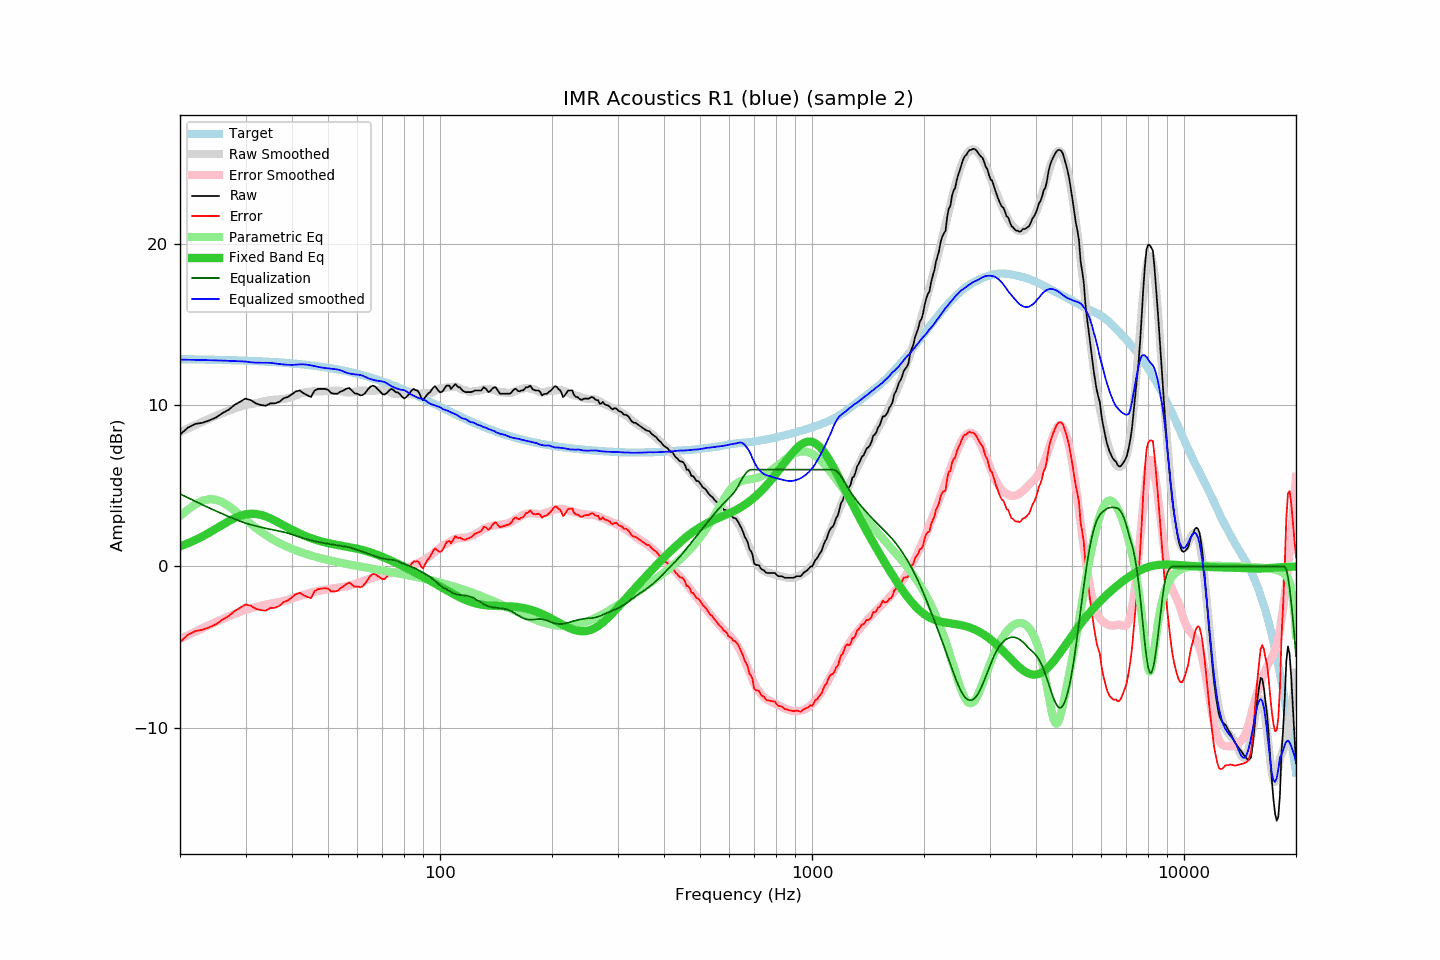 IMR Acoustics R1 (blue) (sample 2)
Target
Raw Smoothed
Error Smoothed
Raw
Error
Parametric Eq
Fixed Band Eq
Equalization
Equalized smoothed
Amplitude (dBr)
20
10
0
−10
100
1000
10000
Frequency (Hz)